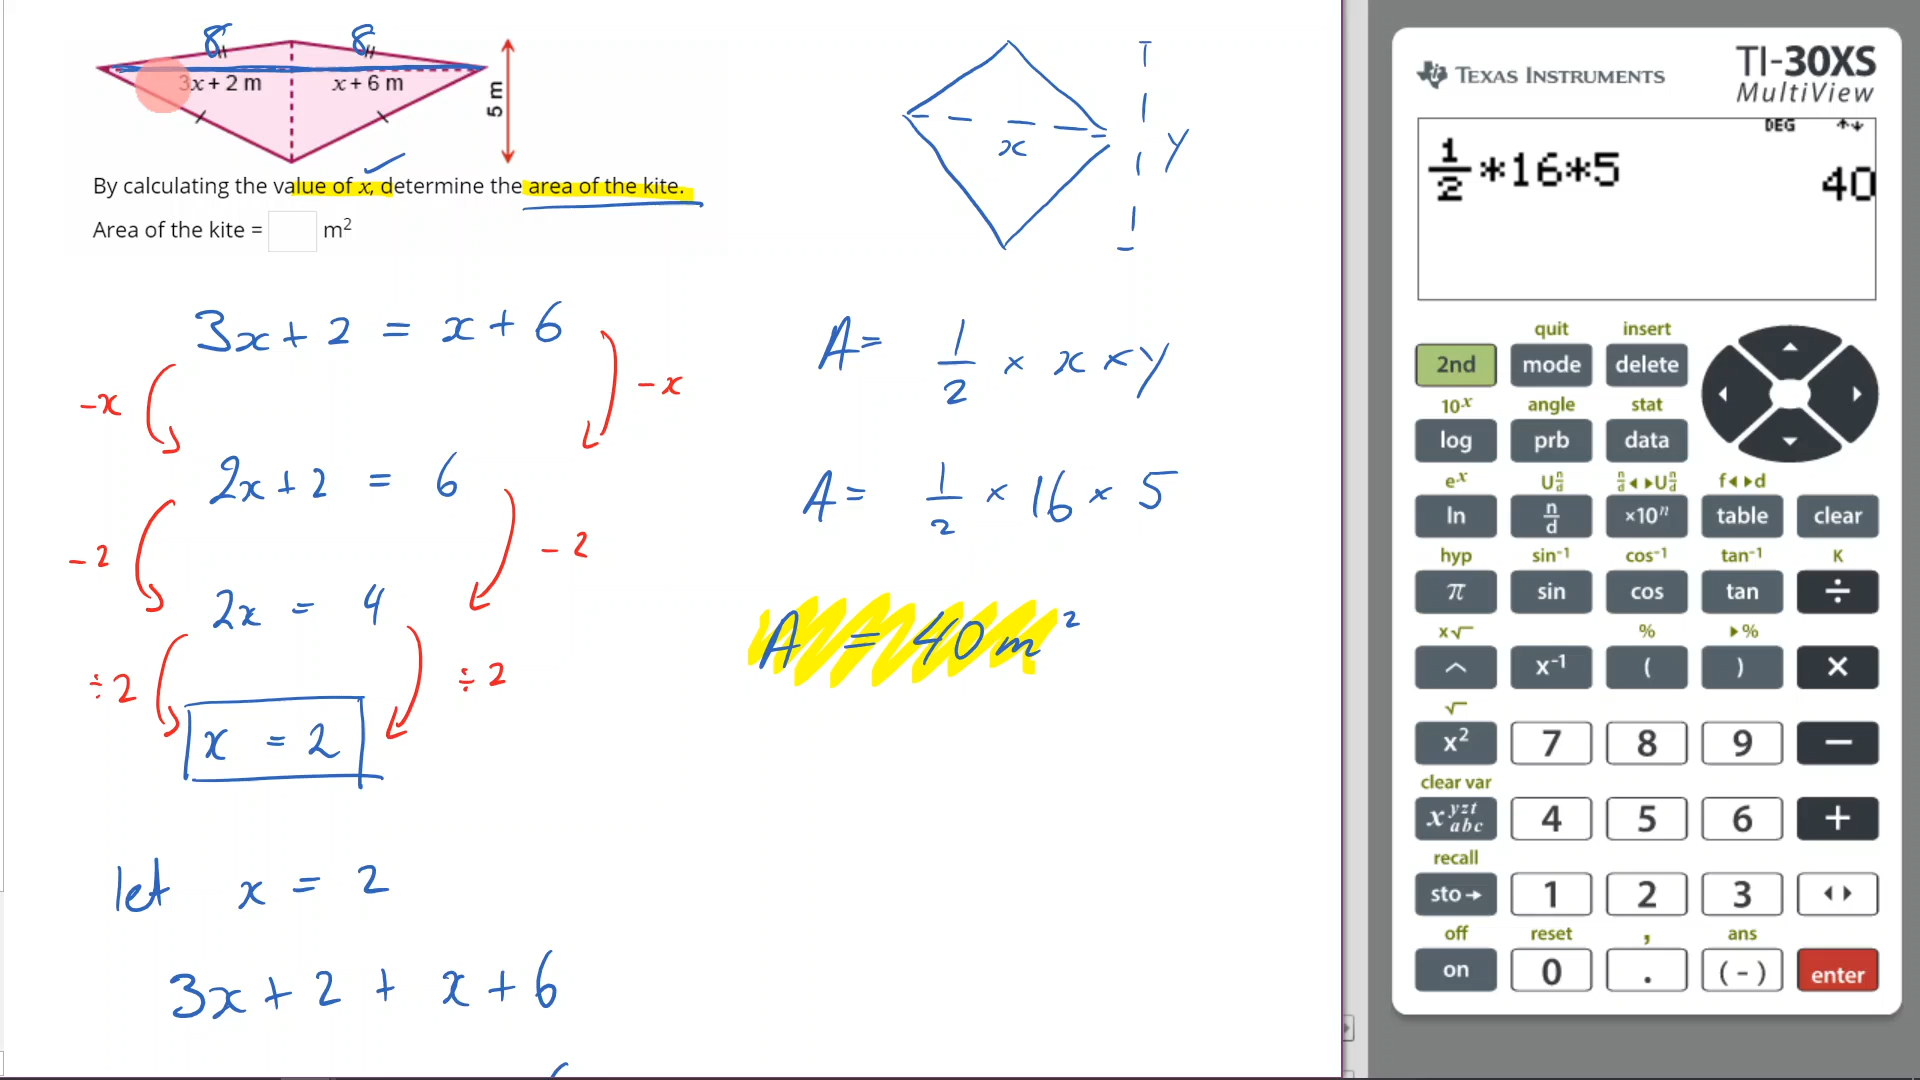 8 8
3x + 2 m x + 6 m
5 m
By calculating the value of x, determine the area of the kite.
Area of the kite = m²
3x + 2 = x + 6
-x -x
2x + 2 = 6
-2 -2
2x = 4
÷2 ÷2
x = 2
let x = 2
3x + 2 + x + 6
x y
A = 1/2 × x × y
A = 1/2 × 16 × 5
A = 40 m²
TEXAS INSTRUMENTS TI-30XS
MultiView
DEG
1/2*16*5 40
quit insert
2nd mode delete
10ˣ angle stat
log prb data
eˣ U n/d n/d ◂▸U n/d f◂▸d
ln n/d ×10ⁿ table clear
hyp sin⁻¹ cos⁻¹ tan⁻¹ K
π sin cos tan ÷
x√ % ▸%
^ x⁻¹ ( ) ×
√
x² 7 8 9 −
clear var
x yzt abc 4 5 6 +
recall
sto→ 1 2 3 ◂ ▸
off reset , ans
on 0 . (-) enter